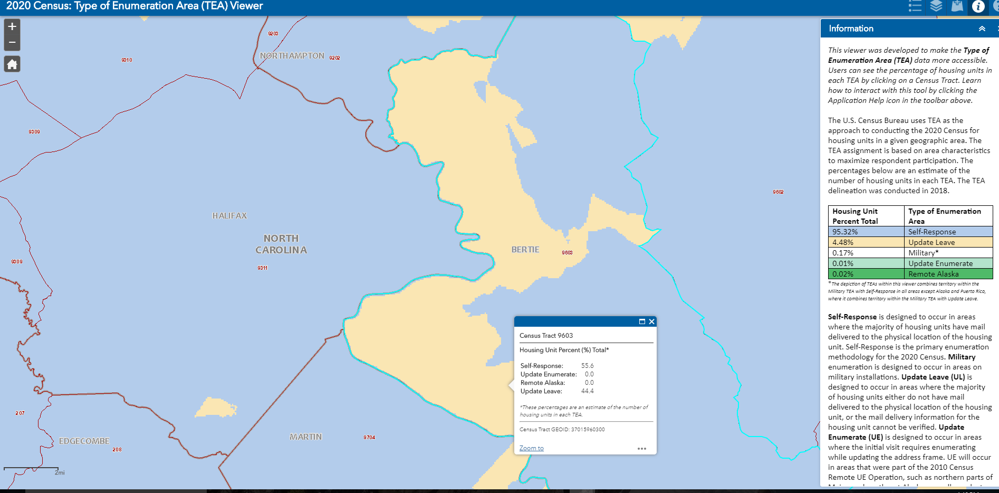 2020 Census: Type of Enumeration Area (TEA) Viewer
+
−
9203
NORTHAMPTON
9202
9310
9309
9602
HALIFAX
NORTH
CAROLINA
BERTIE
9603
9309
9311
207
EDGECOMBE
208
MARTIN
9704
2mi
Census Tract 9603
Housing Unit Percent (%) Total*
Self-Response: 55.6
Update Enumerate: 0.0
Remote Alaska: 0.0
Update Leave: 44.4
*These percentages are an estimate of the number of
housing units in each TEA.
Census Tract GEOID: 37015960300
Zoom to
Information
This viewer was developed to make the Type of
Enumeration Area (TEA) data more accessible.
Users can see the percentage of housing units in
each TEA by clicking on a Census Tract. Learn
how to interact with this tool by clicking the
Application Help icon in the toolbar above.
The U.S. Census Bureau uses TEA as the
approach to conducting the 2020 Census for
housing units in a given geographic area. The
TEA assignment is based on area characteristics
to maximize respondent participation. The
percentages below are an estimate of the
number of housing units in each TEA. The TEA
delineation was conducted in 2018.
Housing Unit Type of Enumeration
Percent Total Area
95.32% Self-Response
4.48% Update Leave
0.17% Military*
0.01% Update Enumerate
0.02% Remote Alaska
*The depiction of TEAs within this viewer combines territory within the
Military TEA with Self-Response in all areas except Alaska and Puerto Rico,
where it combines territory within the Military TEA with Update Leave.
Self-Response is designed to occur in areas
where the majority of housing units have mail
delivered to the physical location of the housing
unit. Self-Response is the primary enumeration
methodology for the 2020 Census. Military
enumeration is designed to occur in areas on
military installations. Update Leave (UL) is
designed to occur in areas where the majority
of housing units either do not have mail
delivered to the physical location of the housing
unit, or the mail delivery information for the
housing unit cannot be verified. Update
Enumerate (UE) is designed to occur in areas
where the initial visit requires enumerating
while updating the address frame. UE will occur
in areas that were part of the 2010 Census
Remote UE Operation, such as northern parts of